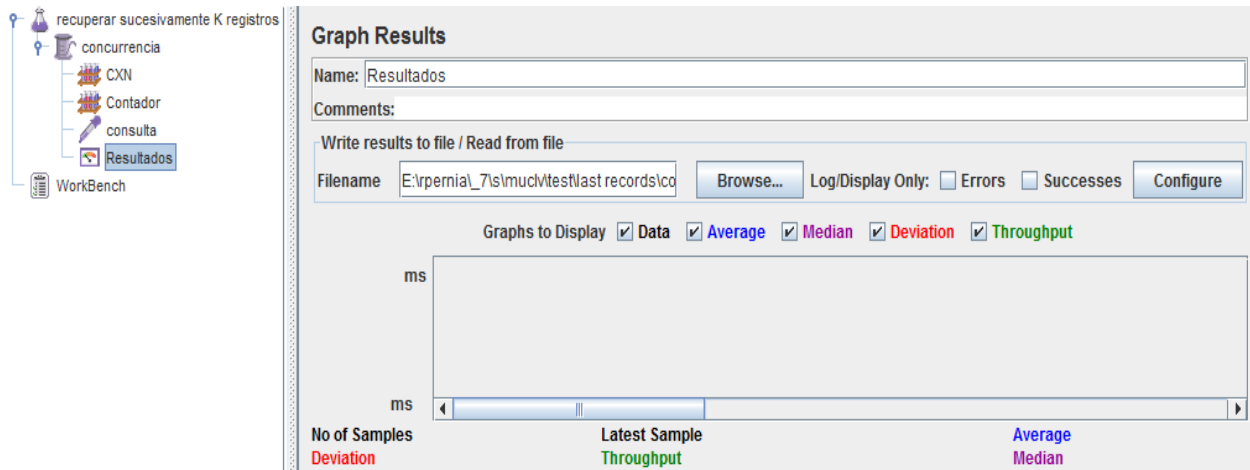 recuperar sucesivamente K registros
concurrencia
CXN
Contador
consulta
Resultados
WorkBench
Graph Results
Name: Resultados
Comments:
Write results to file / Read from file
Filename E:\rpernia\_7\s\muclv\test\last records\co Browse... Log/Display Only: Errors Successes Configure
Graphs to Display Data Average Median Deviation Throughput
ms
ms
No of Samples Latest Sample Average
Deviation Throughput Median